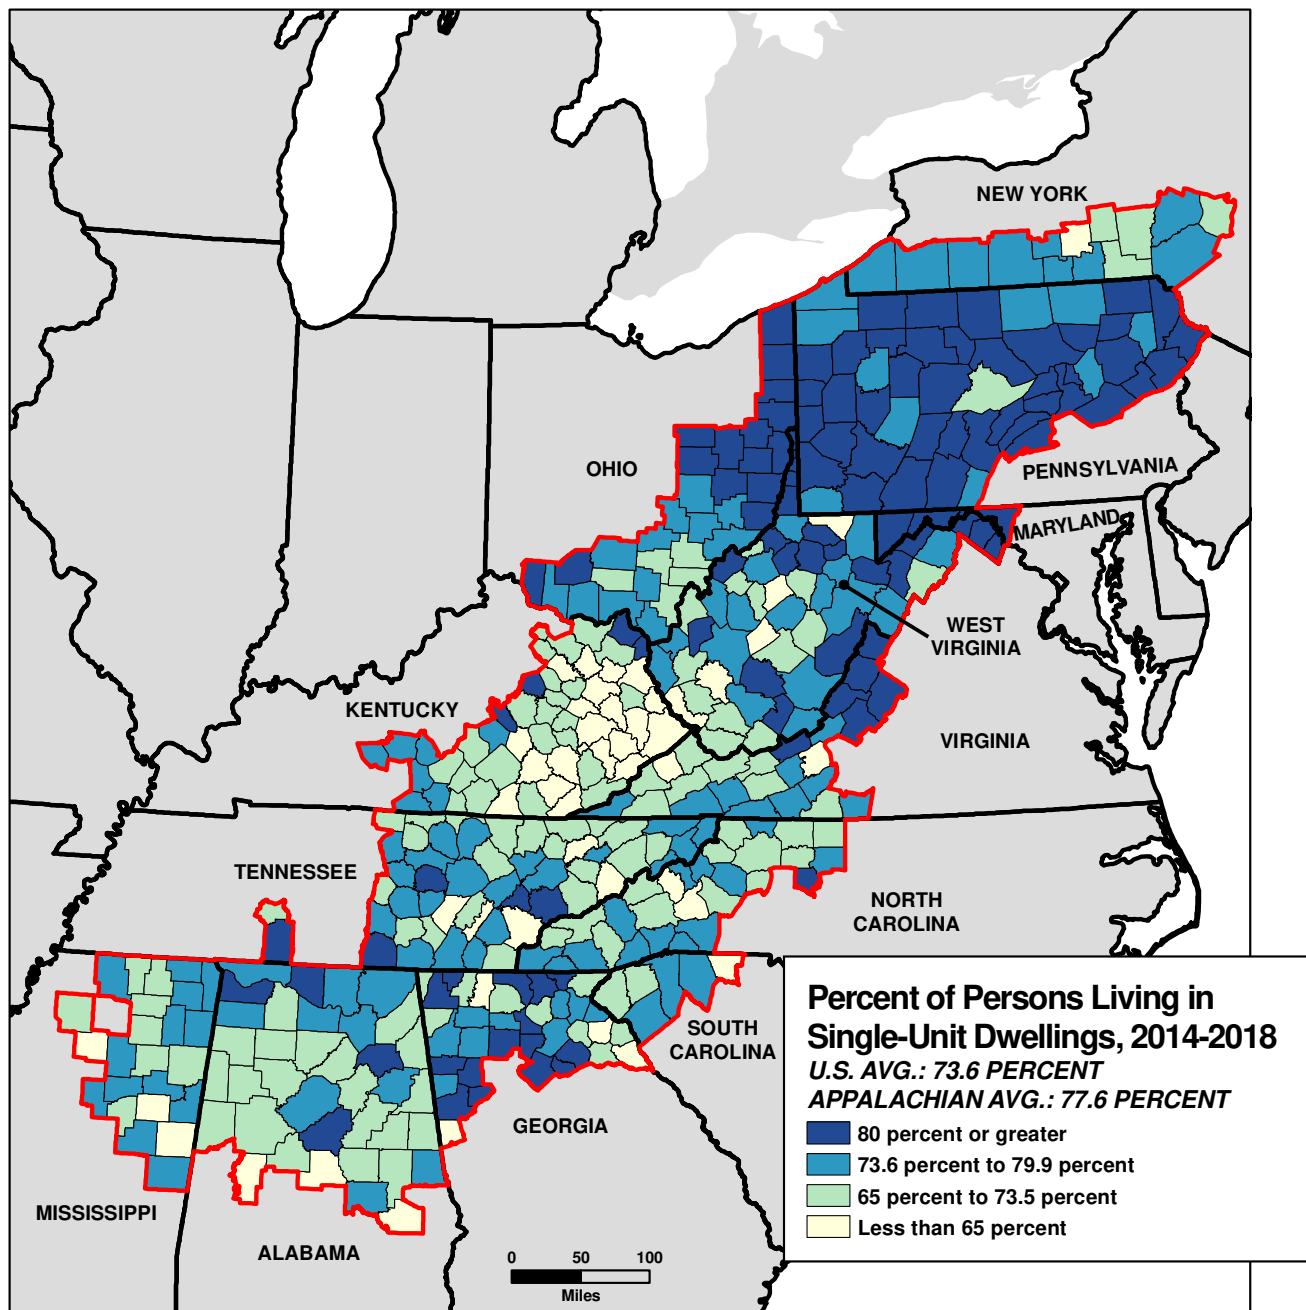 NEW YORK
OHIO
PENNSYLVANIA
MARYLAND
WEST
VIRGINIA
KENTUCKY
VIRGINIA
TENNESSEE
NORTH
CAROLINA
SOUTH
CAROLINA
GEORGIA
MISSISSIPPI
ALABAMA
Percent of Persons Living in
Single-Unit Dwellings, 2014-2018
U.S. AVG.: 73.6 PERCENT
APPALACHIAN AVG.: 77.6 PERCENT
80 percent or greater
73.6 percent to 79.9 percent
65 percent to 73.5 percent
Less than 65 percent
0 50 100
Miles